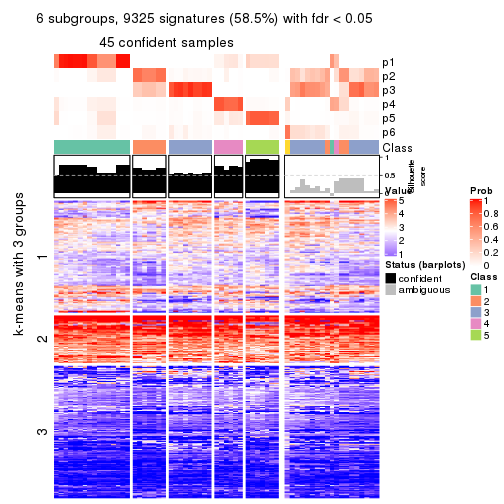 6 subgroups, 9325 signatures (58.5%) with fdr < 0.05
45 confident samples
p1
p2
p3
p4
p5
p6
Class
1
0.5
0
Silhouette
score
k-means with 3 groups
1
2
3
Value
5
4
3
2
1
Status (barplots)
confident
ambiguous
Prob
1
0.8
0.6
0.4
0.2
0
Class
1
2
3
4
5